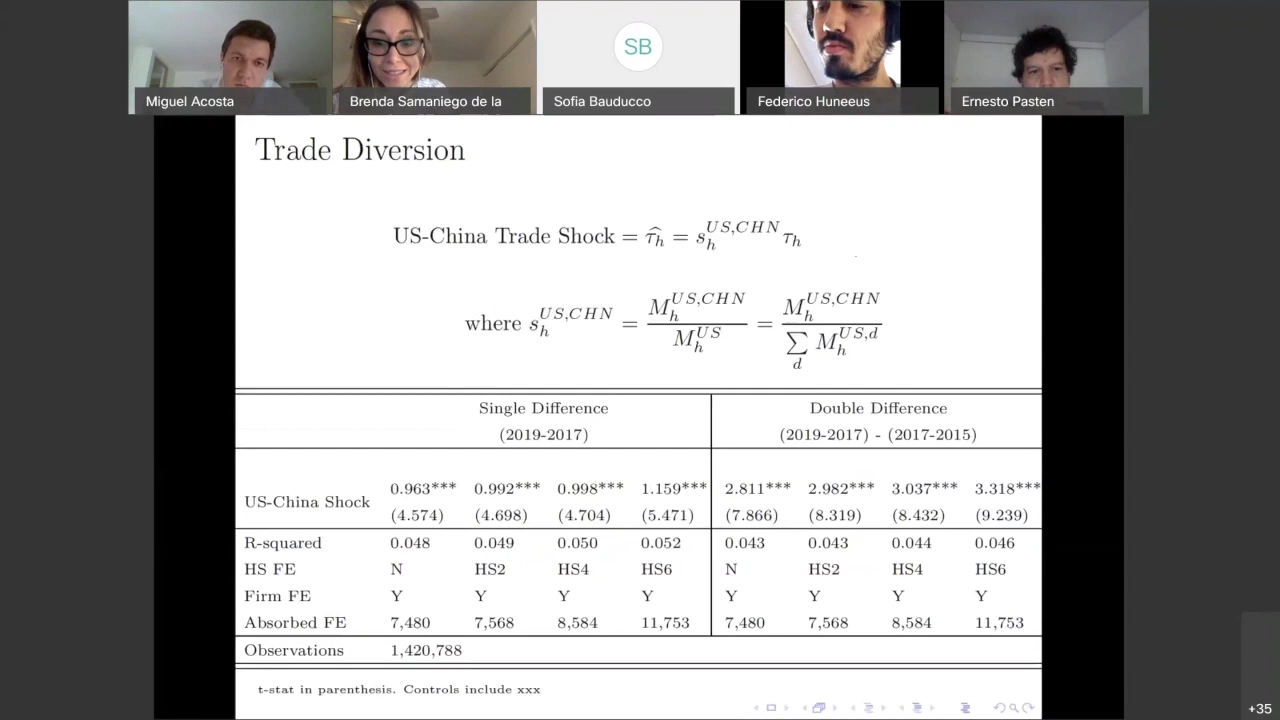 Miguel Acosta
Brenda Samaniego de la
SB
Sofia Bauducco
Federico Huneeus
Ernesto Pasten
Trade Diversion
US-China Trade Shock = \widehat{τ_h} = s_h^{US,CHN} τ_h
where s_h^{US,CHN} = M_h^{US,CHN} / M_h^{US} = M_h^{US,CHN} / ∑_d M_h^{US,d}
Single Difference Double Difference
(2019-2017) (2019-2017) - (2017-2015)
0.963*** 0.992*** 0.998*** 1.159*** 2.811*** 2.982*** 3.037*** 3.318***
US-China Shock
(4.574) (4.698) (4.704) (5.471) (7.866) (8.319) (8.432) (9.239)
R-squared 0.048 0.049 0.050 0.052 0.043 0.043 0.044 0.046
HS FE N HS2 HS4 HS6 N HS2 HS4 HS6
Firm FE Y Y Y Y Y Y Y Y
Absorbed FE 7,480 7,568 8,584 11,753 7,480 7,568 8,584 11,753
Observations 1,420,788
t-stat in parenthesis. Controls include xxx
+35